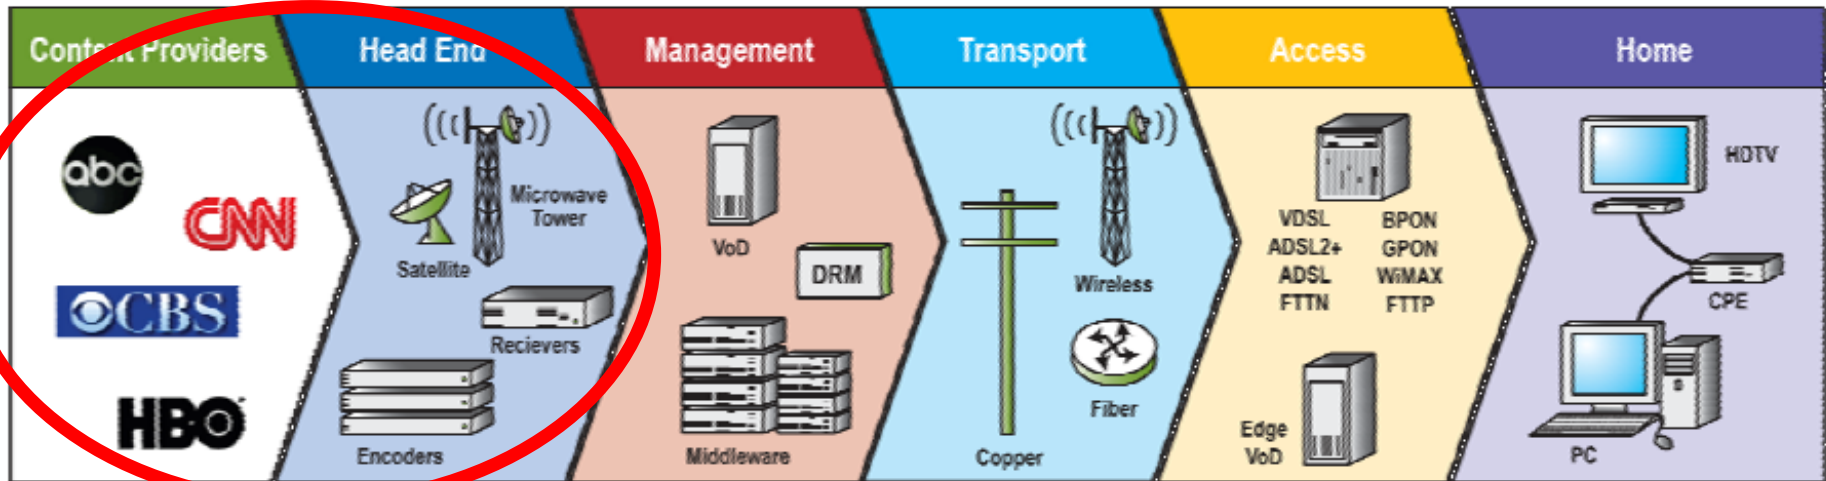 Content Providers
Head End
Management
Transport
Access
Home
abc
CNN
CBS
HBO
Microwave
Tower
Satellite
Recievers
Encoders
VoD
DRM
Middleware
Wireless
Fiber
Copper
VDSL BPON
ADSL2+ GPON
ADSL WiMAX
FTTN FTTP
Edge
VoD
HDTV
CPE
PC